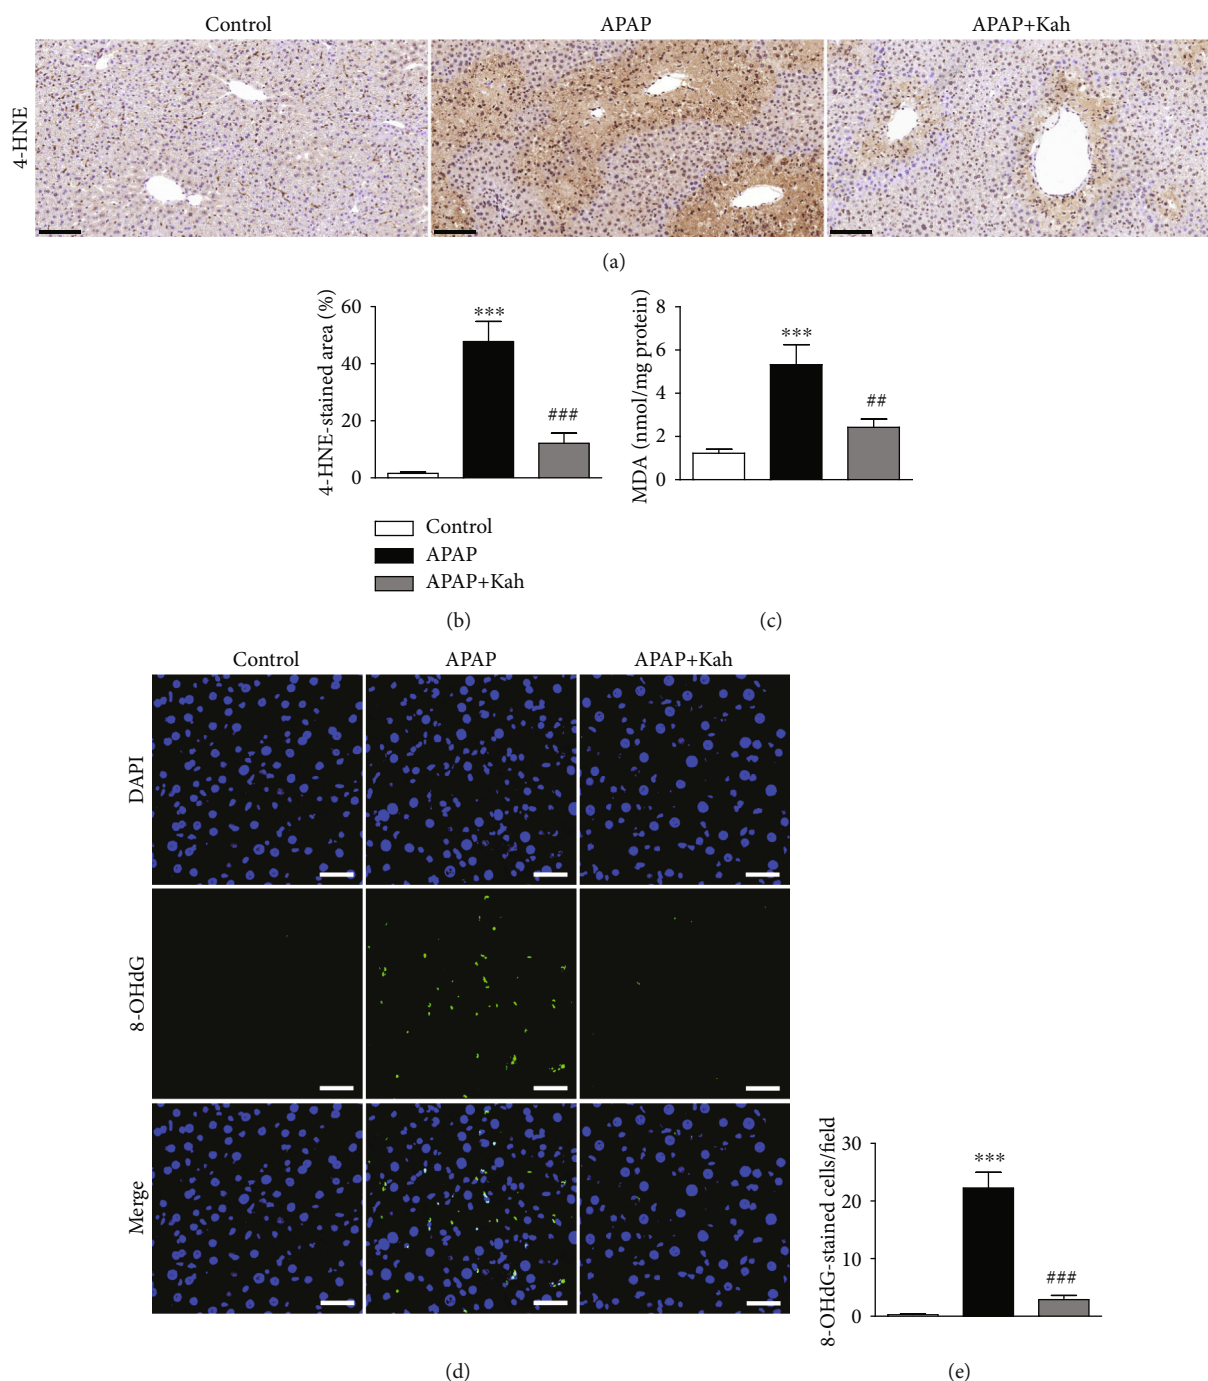 Control
APAP
APAP+Kah
4-HNE
(a)
4-HNE-stained area (%)
60
40
20
0
***
###
Control
APAP
APAP+Kah
(b)
MDA (nmol/mg protein)
8
6
4
2
0
***
##
(c)
Control
APAP
APAP+Kah
DAPI
8-OHdG
Merge
(d)
8-OHdG-stained cells/field
30
20
10
0
***
###
(e)